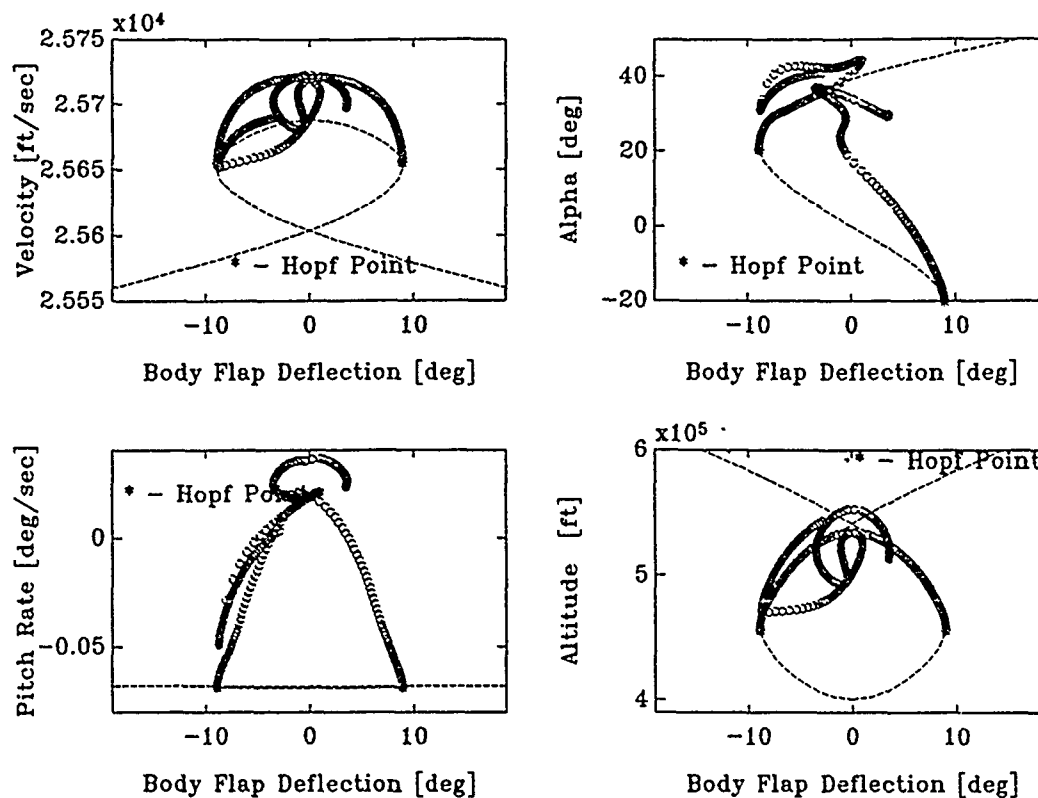 x10⁴
2.575
2.57
2.565
2.56
2.555
Velocity [ft/sec]
* - Hopf Point
-10 0 10
Body Flap Deflection [deg]
40
20
0
-20
Alpha [deg]
* - Hopf Point
-10 0 10
Body Flap Deflection [deg]
0
-0.05
Pitch Rate [deg/sec]
* - Hopf Point
-10 0 10
Body Flap Deflection [deg]
x10⁵
6
5
4
Altitude [ft]
* - Hopf Point
-10 0 10
Body Flap Deflection [deg]